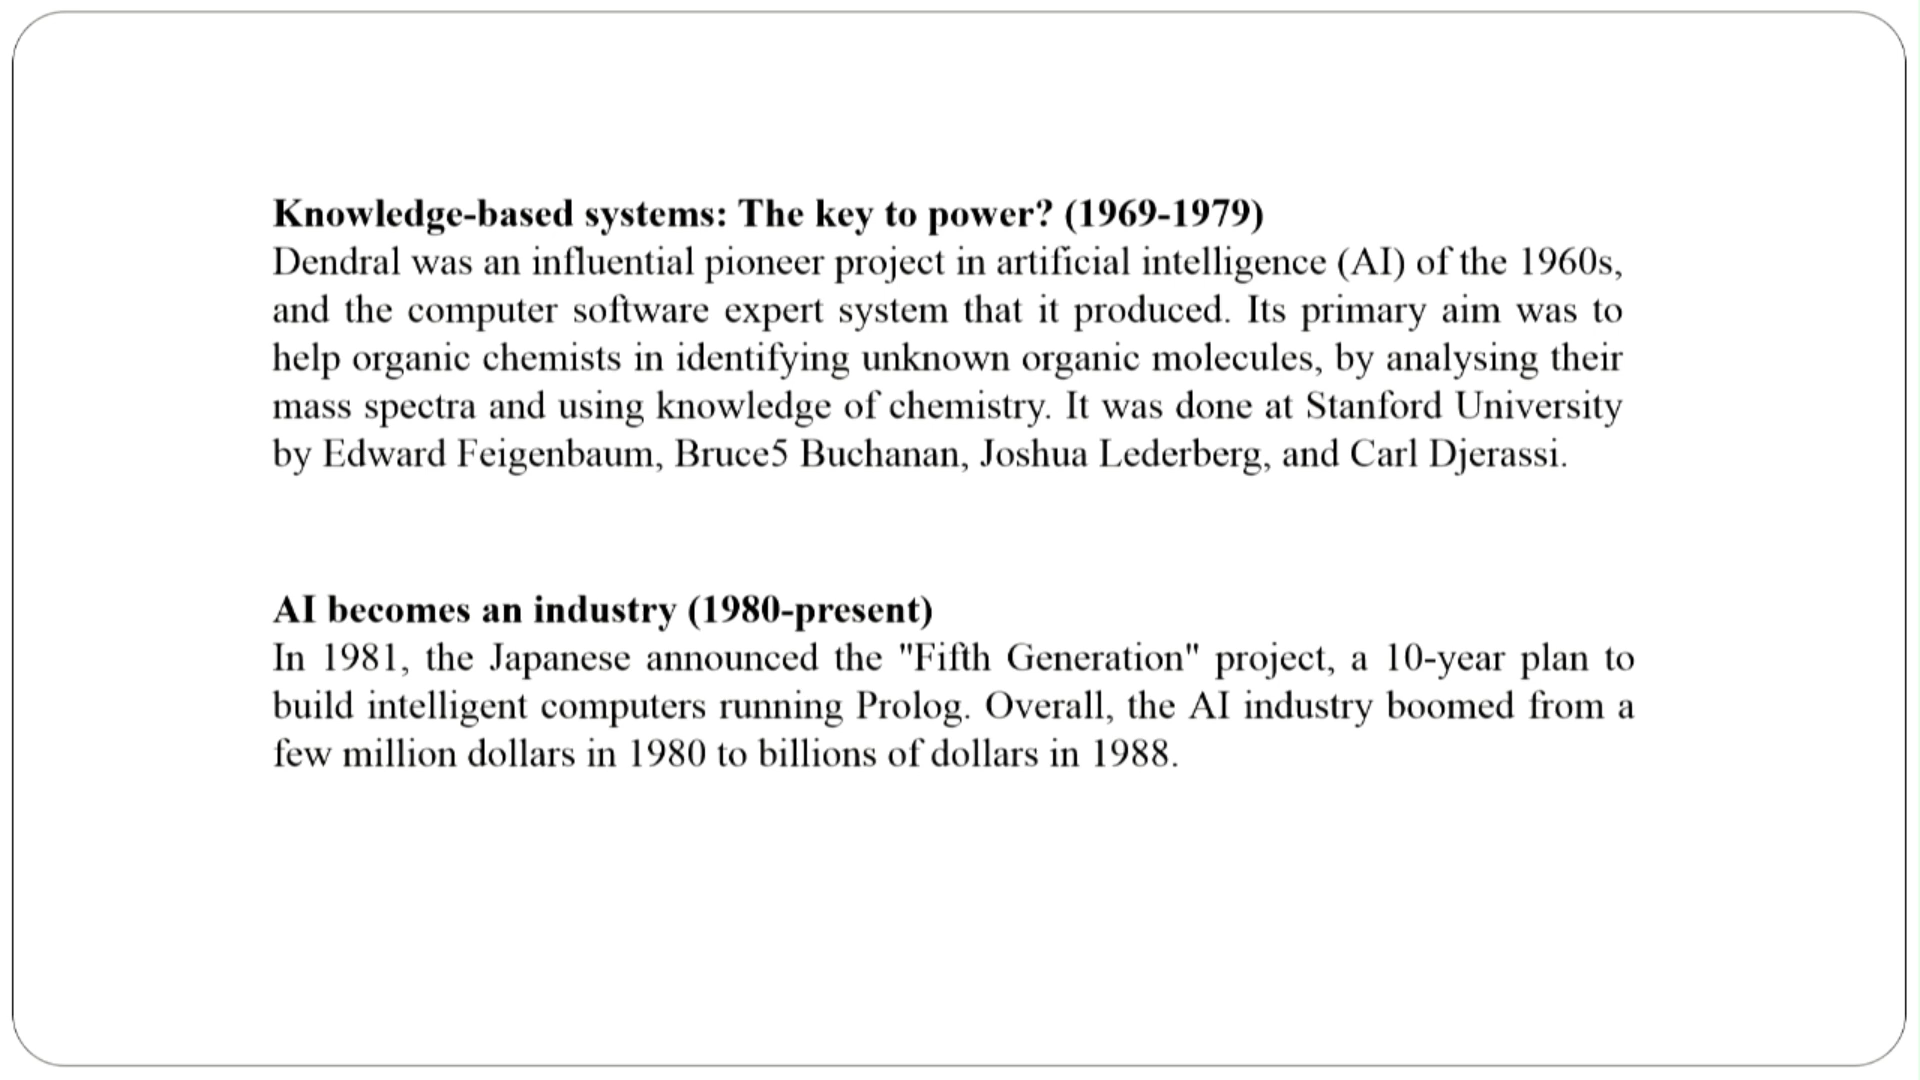 Knowledge-based systems: The key to power? (1969-1979)
Dendral was an influential pioneer project in artificial intelligence (AI) of the 1960s,
and the computer software expert system that it produced. Its primary aim was to
help organic chemists in identifying unknown organic molecules, by analysing their
mass spectra and using knowledge of chemistry. It was done at Stanford University
by Edward Feigenbaum, Bruce5 Buchanan, Joshua Lederberg, and Carl Djerassi.
AI becomes an industry (1980-present)
In 1981, the Japanese announced the "Fifth Generation" project, a 10-year plan to
build intelligent computers running Prolog. Overall, the AI industry boomed from a
few million dollars in 1980 to billions of dollars in 1988.